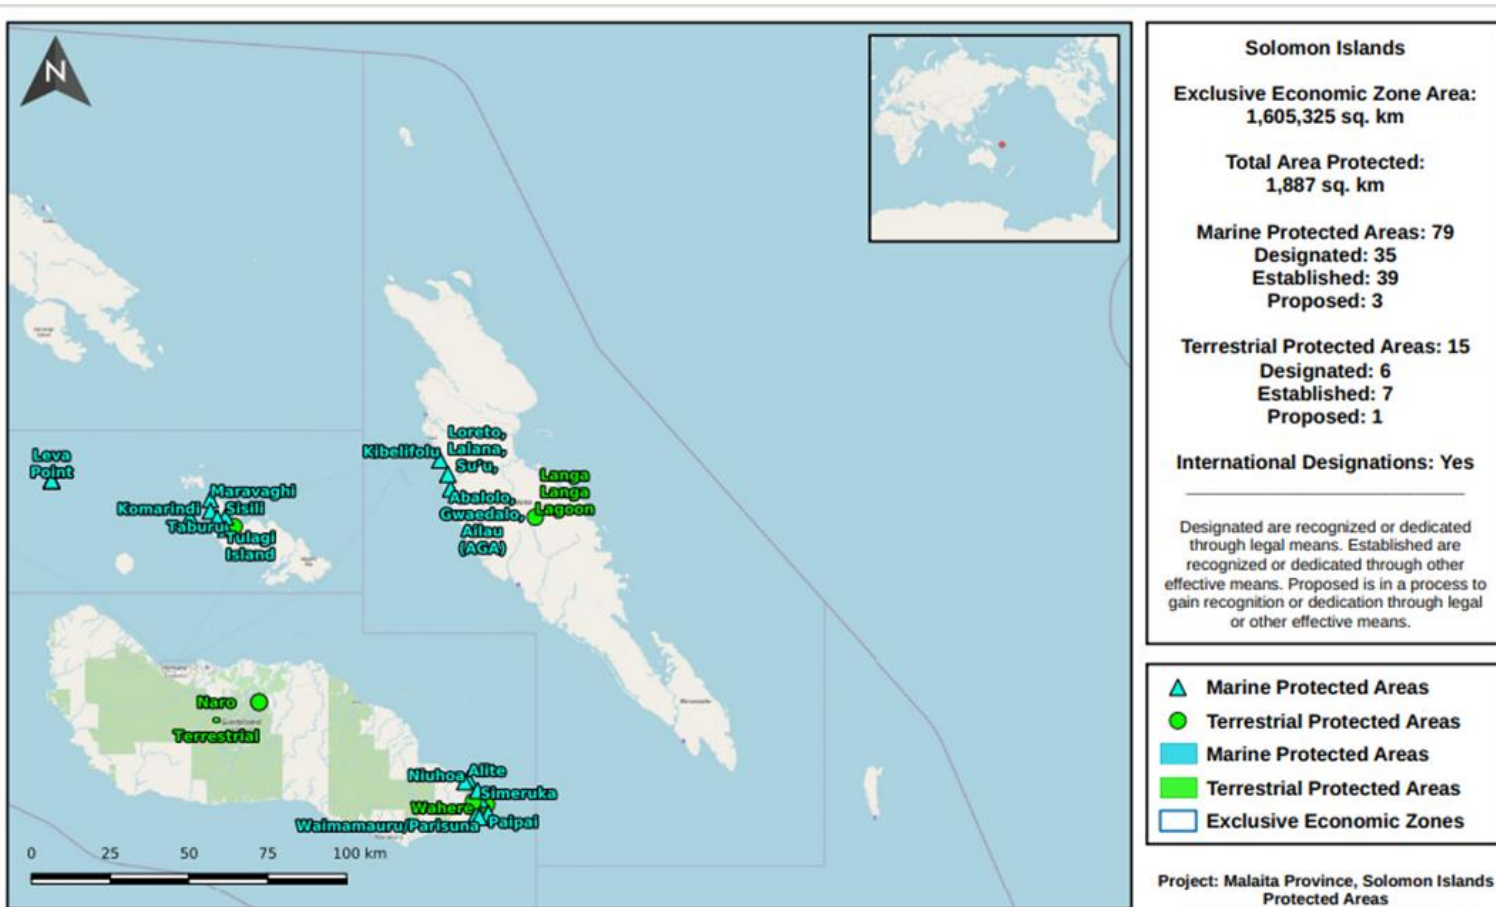 N
Solomon Islands
Exclusive Economic Zone Area:
1,605,325 sq. km
Total Area Protected:
1,887 sq. km
Marine Protected Areas: 79
Designated: 35
Established: 39
Proposed: 3
Terrestrial Protected Areas: 15
Designated: 6
Established: 7
Proposed: 1
International Designations: Yes
Designated are recognized or dedicated
through legal means. Established are
recognized or dedicated through other
effective means. Proposed is in a process to
gain recognition or dedication through legal
or other effective means.
Marine Protected Areas
Terrestrial Protected Areas
Marine Protected Areas
Terrestrial Protected Areas
Exclusive Economic Zones
Project: Malaita Province, Solomon Islands
Protected Areas
Leva
Point
Maravaghi
Komarindi
Sisili
Taburu
Tulagi
Island
Kibelifolu
Loreto,
Lalana,
Su'u,
Abalolo,
Gwaedalo,
Ailau
(AGA)
Langa
Langa
Lagoon
Naro
Terrestrial
Niuhoa
Alite
Simeruka
Wahere
Waimamauru/Parisuna
Paipai
0 25 50 75 100 km